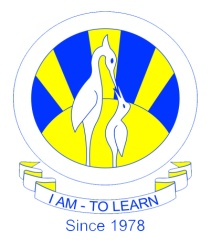 I AM - TO LEARN
Since 1978